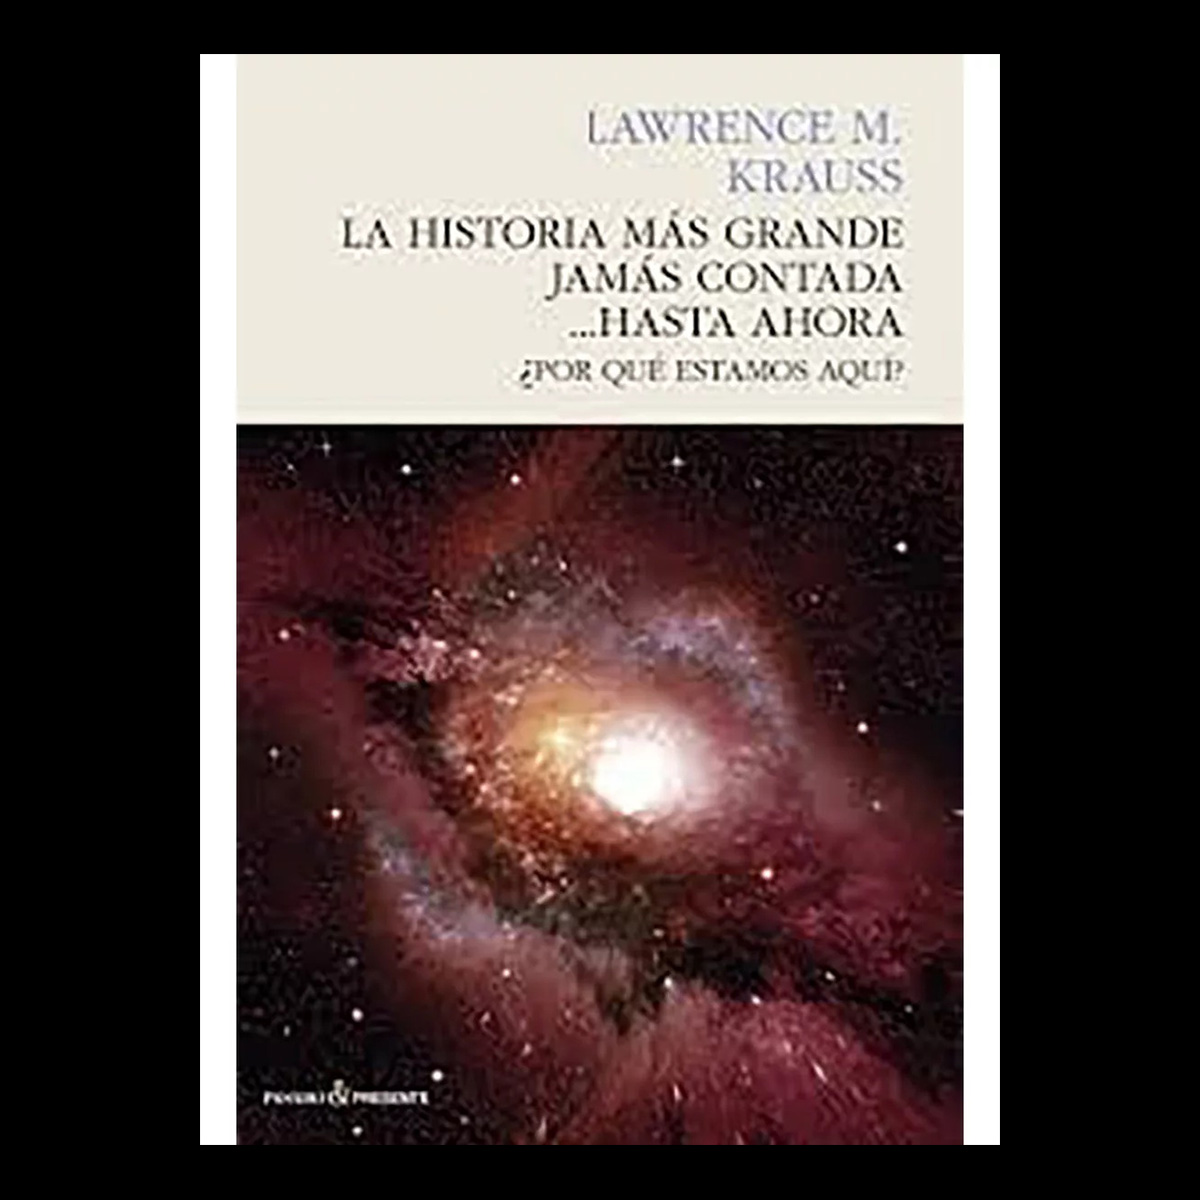 LAWRENCE M.
KRAUSS
LA HISTORIA MÁS GRANDE
JAMÁS CONTADA
...HASTA AHORA
¿POR QUÉ ESTAMOS AQUÍ?
PASADO & PRESENTE